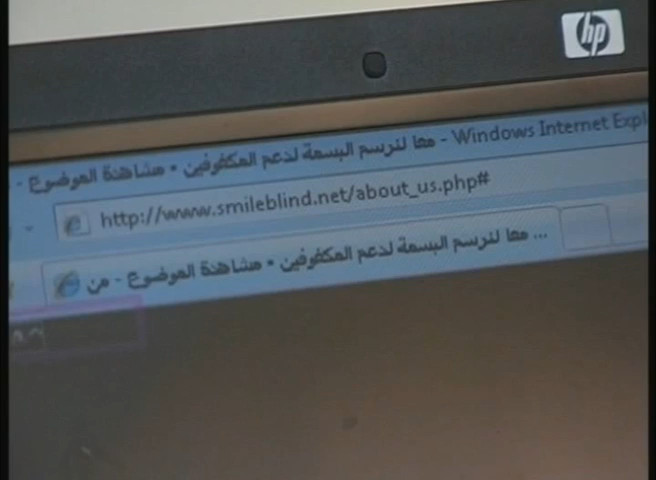 hp
معا لنرسم البسمة لدعم المكفوفين • مشاهدة الموضوع - Windows Internet Expl
http://www.smileblind.net/about_us.php#
معا لنرسم البسمة لدعم المكفوفين • مشاهدة الموضوع - من ...